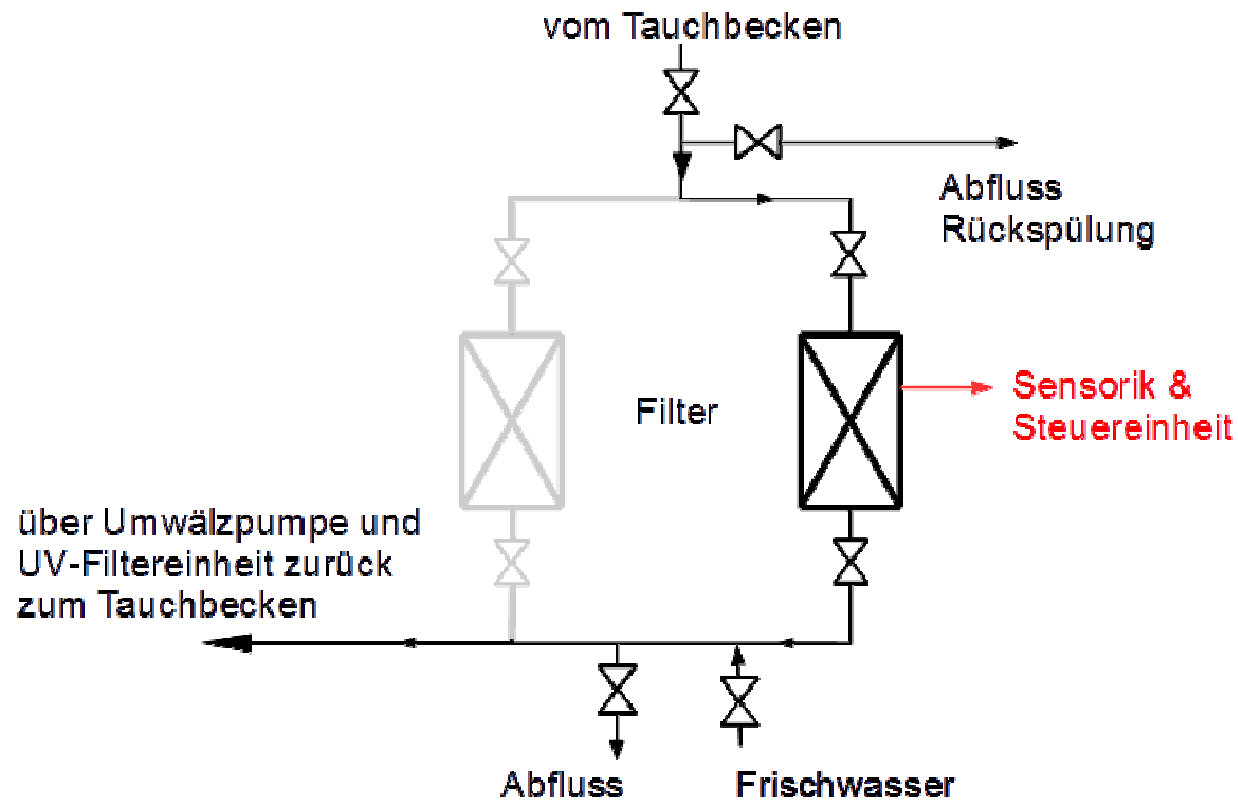 vom Tauchbecken
Abfluss
Rückspülung
Filter
Sensorik &
Steuereinheit
über Umwälzpumpe und
UV-Filtereinheit zurück
zum Tauchbecken
Abfluss
Frischwasser